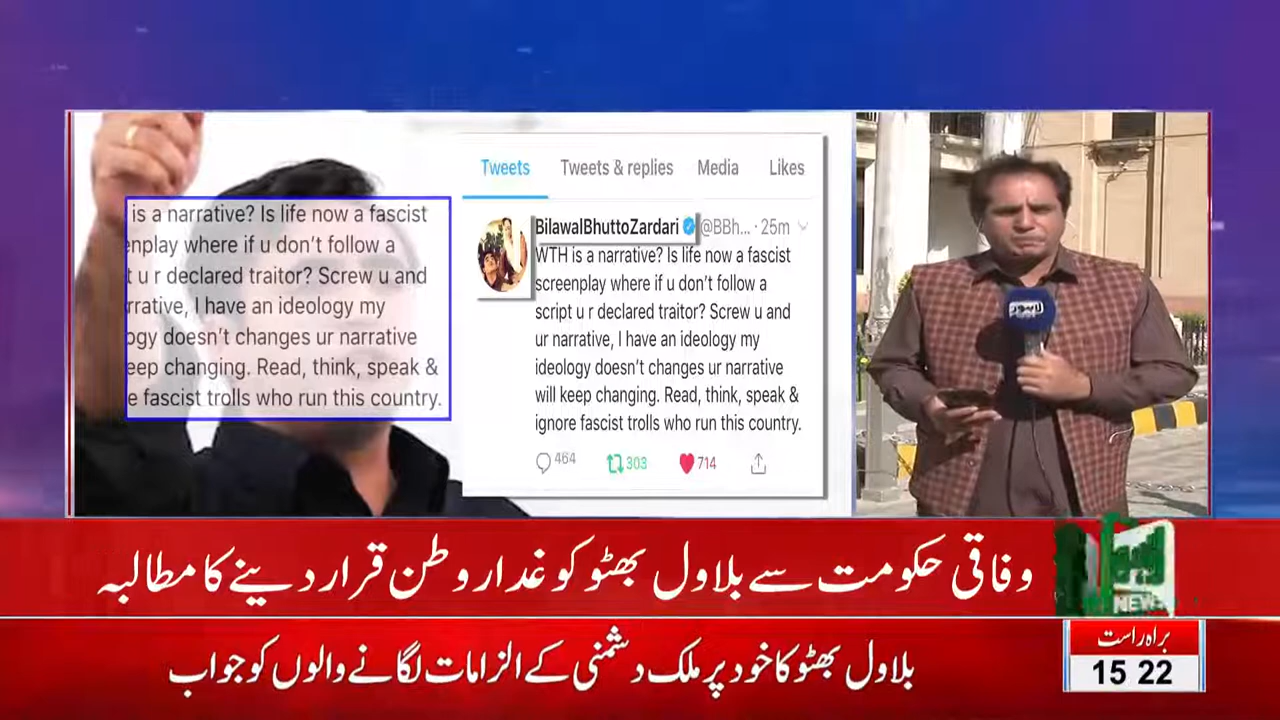 is a narrative? Is life now a fascist
enplay where if u don't follow a
t u r declared traitor? Screw u and
rrative, I have an ideology my
ogy doesn't changes ur narrative
eep changing. Read, think, speak &
e fascist trolls who run this country.
Tweets Tweets & replies Media Likes
BilawalBhuttoZardari @BBh... · 25m
WTH is a narrative? Is life now a fascist
screenplay where if u don't follow a
script u r declared traitor? Screw u and
ur narrative, I have an ideology my
ideology doesn't changes ur narrative
will keep changing. Read, think, speak &
ignore fascist trolls who run this country.
464 303 714
لاہور
وفاقی حکومت سے بلاول بھٹو کو غدار وطن قرار دینے کا مطالبہ
NEWS
بلاول بھٹو کا خود پر ملک دشمنی کے الزامات لگانے والوں کو جواب
براہ راست
15 22